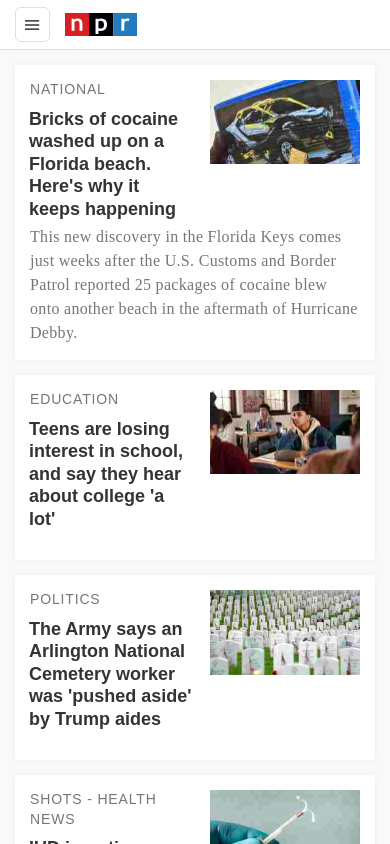 npr
NATIONAL
Bricks of cocaine
washed up on a
Florida beach.
Here's why it
keeps happening
This new discovery in the Florida Keys comes
just weeks after the U.S. Customs and Border
Patrol reported 25 packages of cocaine blew
onto another beach in the aftermath of Hurricane
Debby.
EDUCATION
Teens are losing
interest in school,
and say they hear
about college 'a
lot'
POLITICS
The Army says an
Arlington National
Cemetery worker
was 'pushed aside'
by Trump aides
SHOTS - HEALTH
NEWS